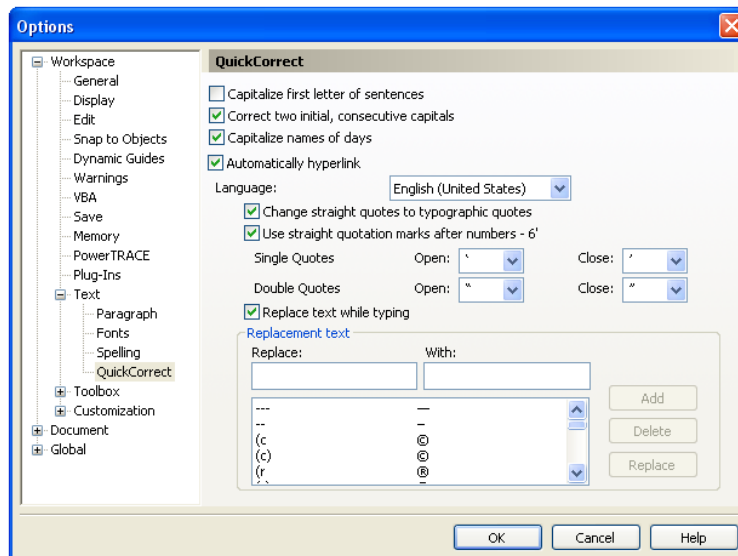 Options
Workspace
General
Display
Edit
Snap to Objects
Dynamic Guides
Warnings
VBA
Save
Memory
PowerTRACE
Plug-Ins
Text
Paragraph
Fonts
Spelling
QuickCorrect
Toolbox
Customization
Document
Global
QuickCorrect
Capitalize first letter of sentences
Correct two initial, consecutive capitals
Capitalize names of days
Automatically hyperlink
Language: English (United States)
Change straight quotes to typographic quotes
Use straight quotation marks after numbers - 6'
Single Quotes Open: ‘ Close: ’
Double Quotes Open: “ Close: ”
Replace text while typing
Replacement text
Replace: With:
--- —
-- –
(c ©
(c) ©
(r ®
Add
Delete
Replace
OK Cancel Help